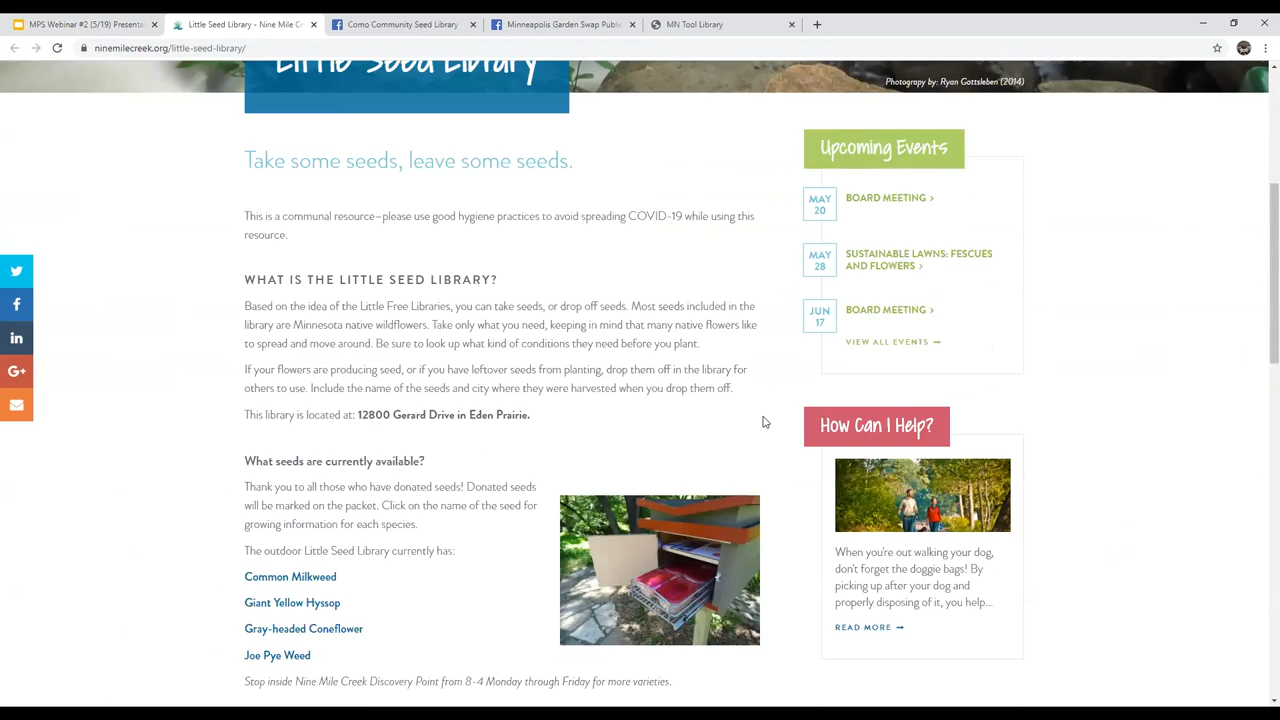 MPS Webinar #2 (5/19) Presentat
Little Seed Library - Nine Mile Cr
Como Community Seed Library
Minneapolis Garden Swap Public
MN Tool Library
ninemilecreek.org/little-seed-library/
Little Seed Library
Photograpy by: Ryan Gottsleben (2014)
Take some seeds, leave some seeds.
This is a communal resource–please use good hygiene practices to avoid spreading COVID-19 while using this
resource.
WHAT IS THE LITTLE SEED LIBRARY?
Based on the idea of the Little Free Libraries, you can take seeds, or drop off seeds. Most seeds included in the
library are Minnesota native wildflowers. Take only what you need, keeping in mind that many native flowers like
to spread and move around. Be sure to look up what kind of conditions they need before you plant.
If your flowers are producing seed, or if you have leftover seeds from planting, drop them off in the library for
others to use. Include the name of the seeds and city where they were harvested when you drop them off.
This library is located at: 12800 Gerard Drive in Eden Prairie.
What seeds are currently available?
Thank you to all those who have donated seeds! Donated seeds
will be marked on the packet. Click on the name of the seed for
growing information for each species.
The outdoor Little Seed Library currently has:
Common Milkweed
Giant Yellow Hyssop
Gray-headed Coneflower
Joe Pye Weed
Stop inside Nine Mile Creek Discovery Point from 8-4 Monday through Friday for more varieties.
Upcoming Events
MAY
20
BOARD MEETING >
MAY
28
SUSTAINABLE LAWNS: FESCUES
AND FLOWERS >
JUN
17
BOARD MEETING >
VIEW ALL EVENTS →
How Can I Help?
When you're out walking your dog,
don't forget the doggie bags! By
picking up after your dog and
properly disposing of it, you help...
READ MORE →